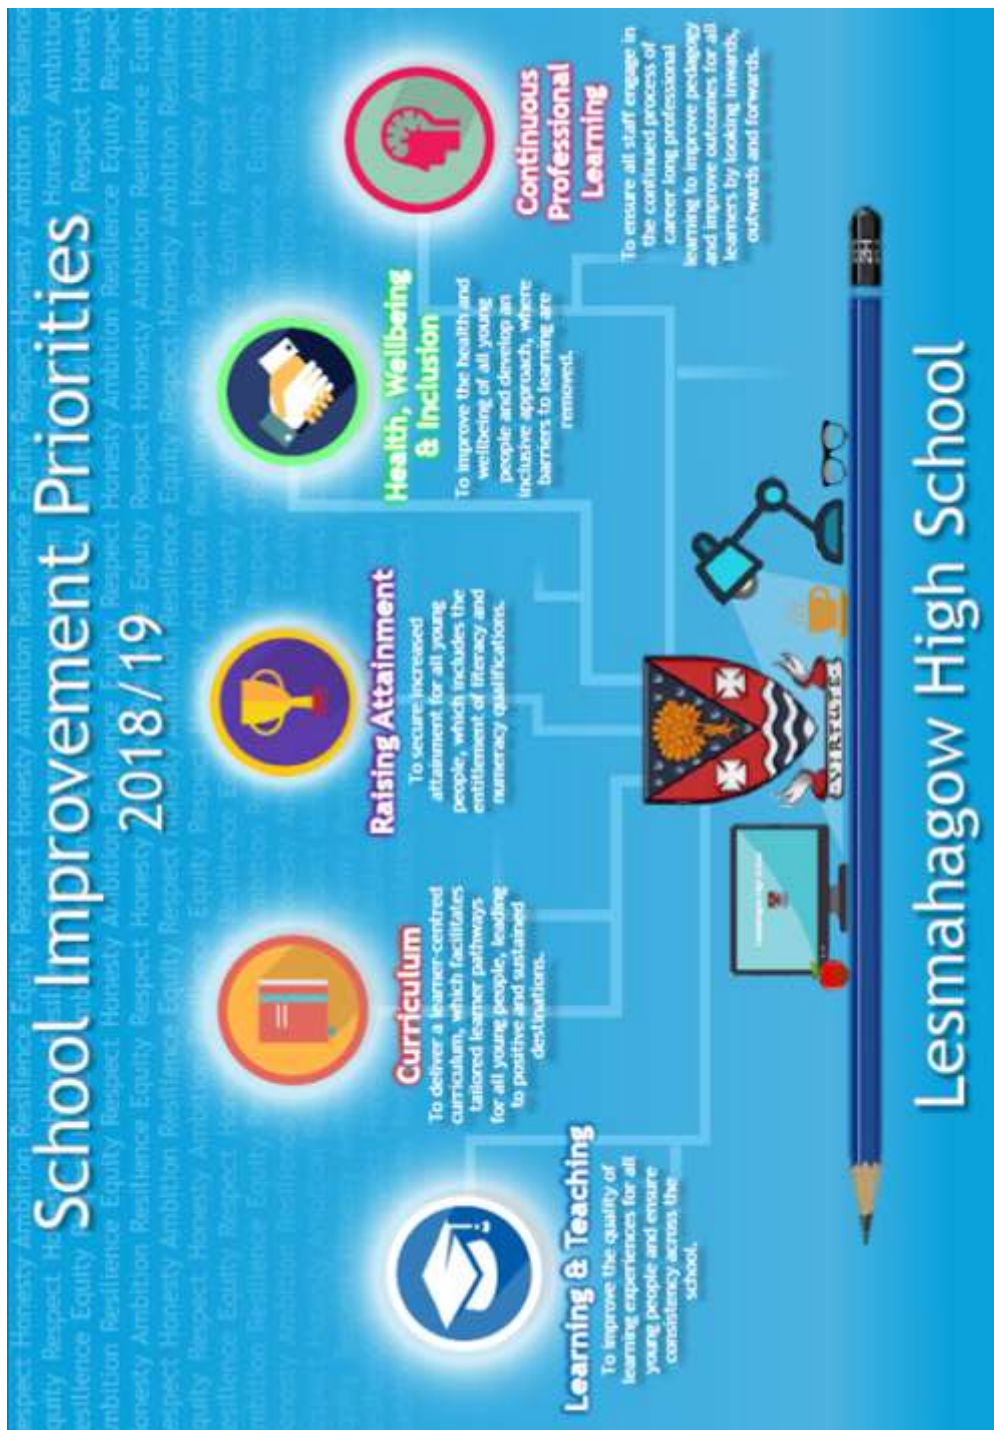 School Improvement Priorities
2018/19
Learning & Teaching
To improve the quality of
learning experiences for all
young people and ensure
consistency across the
school.
Curriculum
To deliver a learner-centred
curriculum, which facilitates
tailored learner pathways
for all young people, leading
to positive and sustained
destinations.
Raising Attainment
To secure increased
attainment for all young
people, which includes the
entitlement of literacy and
numeracy qualifications.
Health, Wellbeing
& Inclusion
To improve the health and
wellbeing of all young
people and develop an
inclusive approach, where
barriers to learning are
removed.
Continuous
Professional
Learning
To ensure all staff engage in
the continued process of
career long professional
learning to improve pedagogy
and improve outcomes for all
learners by looking inwards,
outwards and forwards.
2H
Lesmahagow High School